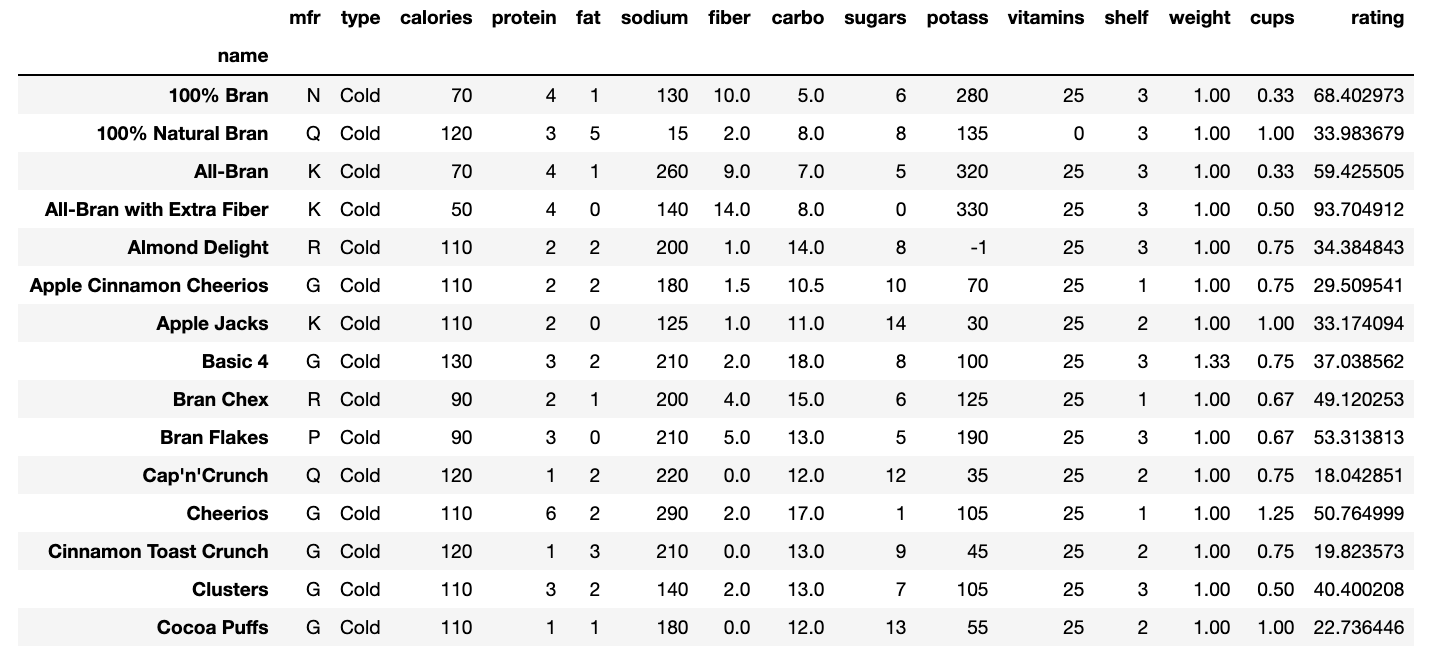 mfr type calories protein fat sodium fiber carbo sugars potass vitamins shelf weight cups rating
name
100% Bran N Cold 70 4 1 130 10.0 5.0 6 280 25 3 1.00 0.33 68.402973
100% Natural Bran Q Cold 120 3 5 15 2.0 8.0 8 135 0 3 1.00 1.00 33.983679
All-Bran K Cold 70 4 1 260 9.0 7.0 5 320 25 3 1.00 0.33 59.425505
All-Bran with Extra Fiber K Cold 50 4 0 140 14.0 8.0 0 330 25 3 1.00 0.50 93.704912
Almond Delight R Cold 110 2 2 200 1.0 14.0 8 -1 25 3 1.00 0.75 34.384843
Apple Cinnamon Cheerios G Cold 110 2 2 180 1.5 10.5 10 70 25 1 1.00 0.75 29.509541
Apple Jacks K Cold 110 2 0 125 1.0 11.0 14 30 25 2 1.00 1.00 33.174094
Basic 4 G Cold 130 3 2 210 2.0 18.0 8 100 25 3 1.33 0.75 37.038562
Bran Chex R Cold 90 2 1 200 4.0 15.0 6 125 25 1 1.00 0.67 49.120253
Bran Flakes P Cold 90 3 0 210 5.0 13.0 5 190 25 3 1.00 0.67 53.313813
Cap'n'Crunch Q Cold 120 1 2 220 0.0 12.0 12 35 25 2 1.00 0.75 18.042851
Cheerios G Cold 110 6 2 290 2.0 17.0 1 105 25 1 1.00 1.25 50.764999
Cinnamon Toast Crunch G Cold 120 1 3 210 0.0 13.0 9 45 25 2 1.00 0.75 19.823573
Clusters G Cold 110 3 2 140 2.0 13.0 7 105 25 3 1.00 0.50 40.400208
Cocoa Puffs G Cold 110 1 1 180 0.0 12.0 13 55 25 2 1.00 1.00 22.736446